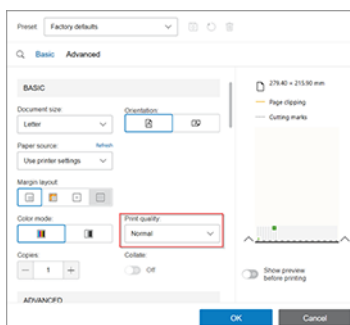 Preset Factory defaults
Basic Advanced
BASIC
Document size: Orientation:
Letter
Paper source: Refresh
Use printer settings
Margin layout:
Color mode: Print quality:
Normal
Copies: Collate:
1 Off
ADVANCED
279.40 × 215.90 mm
Page clipping
Cutting marks
Show preview
before printing
OK Cancel